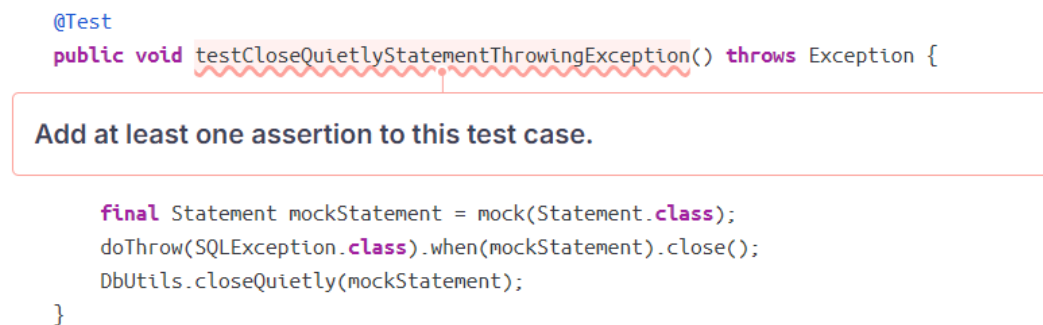 @Test
public void testCloseQuietlyStatementThrowingException() throws Exception {
Add at least one assertion to this test case.
final Statement mockStatement = mock(Statement.class);
doThrow(SQLException.class).when(mockStatement).close();
DbUtils.closeQuietly(mockStatement);
}